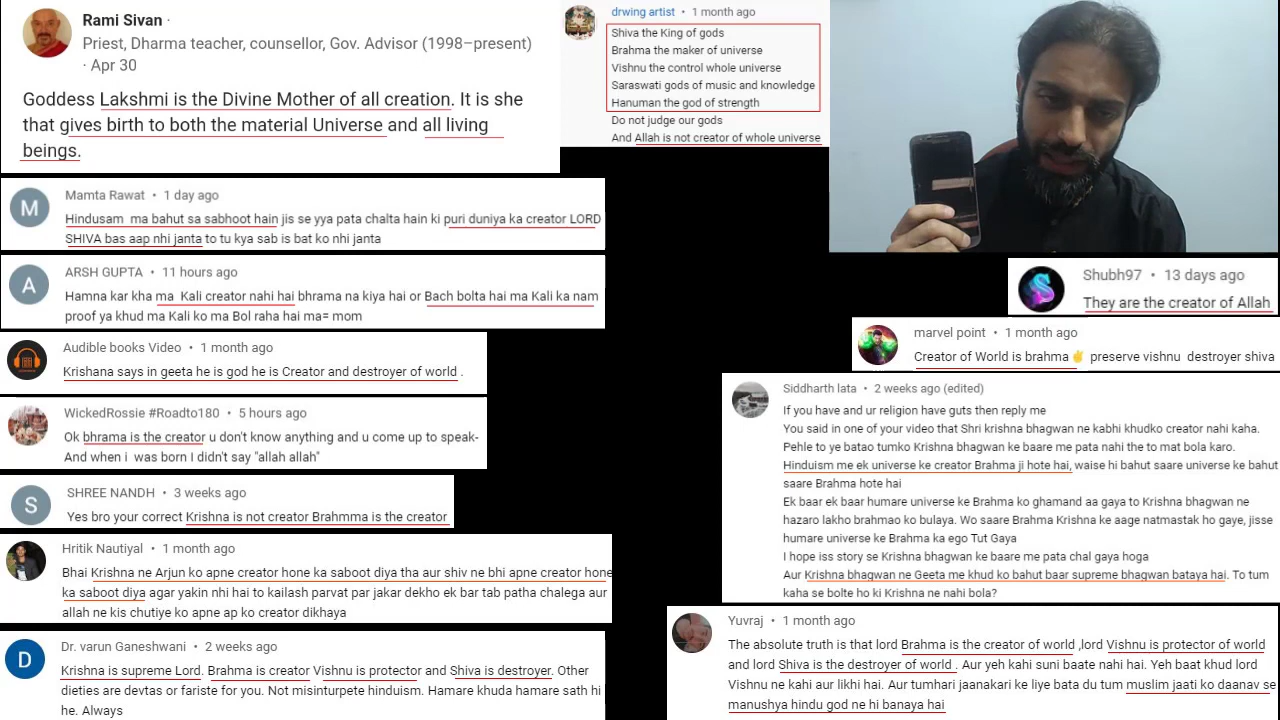 Rami Sivan ·
Priest, Dharma teacher, counsellor, Gov. Advisor (1998–present)
· Apr 30
Goddess Lakshmi is the Divine Mother of all creation. It is she
that gives birth to both the material Universe and all living
beings.
drwing artist • 1 month ago
Shiva the King of gods
Brahma the maker of universe
Vishnu the control whole universe
Saraswati gods of music and knowledge
Hanuman the god of strength
Do not judge our gods
And Allah is not creator of whole universe
M
Mamta Rawat • 1 day ago
Hindusam ma bahut sa sabhoot hain jis se yya pata chalta hain ki puri duniya ka creator LORD
SHIVA bas aap nhi janta to tu kya sab is bat ko nhi janta
A
ARSH GUPTA • 11 hours ago
Hamna kar kha ma Kali creator nahi hai bhrama na kiya hai or Bach bolta hai ma Kali ka nam
proof ya khud ma Kali ko ma Bol raha hai ma= mom
Audible books Video • 1 month ago
Krishana says in geeta he is god he is Creator and destroyer of world .
WickedRossie #Roadto180 • 5 hours ago
Ok bhrama is the creator u don't know anything and u come up to speak-
And when i was born I didn't say "allah allah"
S
SHREE NANDH • 3 weeks ago
Yes bro your correct Krishna is not creator Brahmma is the creator
Hritik Nautiyal • 1 month ago
Bhai Krishna ne Arjun ko apne creator hone ka saboot diya tha aur shiv ne bhi apne creator hone
ka saboot diya agar yakin nhi hai to kailash parvat par jakar dekho ek bar tab patha chalega aur
allah ne kis chutiye ko apne ap ko creator dikhaya
D
Dr. varun Ganeshwani • 2 weeks ago
Krishna is supreme Lord. Brahma is creator Vishnu is protector and Shiva is destroyer. Other
dieties are devtas or fariste for you. Not misinturpete hinduism. Hamare khuda hamare sath hi
he. Always
Shubh97 • 13 days ago
They are the creator of Allah
marvel point • 1 month ago
Creator of World is brahma ✌ preserve vishnu destroyer shiva
Siddharth lata • 2 weeks ago (edited)
If you have and ur religion have guts then reply me
You said in one of your video that Shri krishna bhagwan ne kabhi khudko creator nahi kaha.
Pehle to ye batao tumko Krishna bhagwan ke baare me pata nahi the to mat bola karo.
Hinduism me ek universe ke creator Brahma ji hote hai, waise hi bahut saare universe ke bahut
saare Brahma hote hai
Ek baar ek baar humare universe ke Brahma ko ghamand aa gaya to Krishna bhagwan ne
hazaro lakho brahmao ko bulaya. Wo saare Brahma Krishna ke aage natmastak ho gaye, jisse
humare universe ke Brahma ka ego Tut Gaya
I hope iss story se Krishna bhagwan ke baare me pata chal gaya hoga
Aur Krishna bhagwan ne Geeta me khud ko bahut baar supreme bhagwan bataya hai. To tum
kaha se bolte ho ki Krishna ne nahi bola?
Yuvraj • 1 month ago
The absolute truth is that lord Brahma is the creator of world ,lord Vishnu is protector of world
and lord Shiva is the destroyer of world . Aur yeh kahi suni baate nahi hai. Yeh baat khud lord
Vishnu ne kahi aur likhi hai. Aur tumhari jaanakari ke liye bata du tum muslim jaati ko daanav se
manushya hindu god ne hi banaya hai